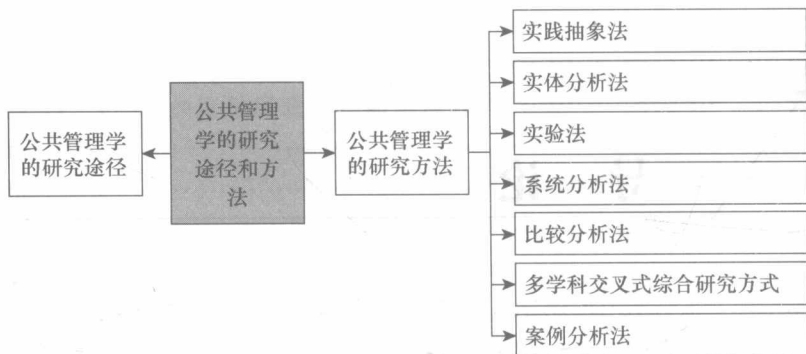 公共管理学
的研究途径
公共管理
学的研究
途径和方
法
公共管理学
的研究方法
实践抽象法
实体分析法
实验法
系统分析法
比较分析法
多学科交叉式综合研究方式
案例分析法